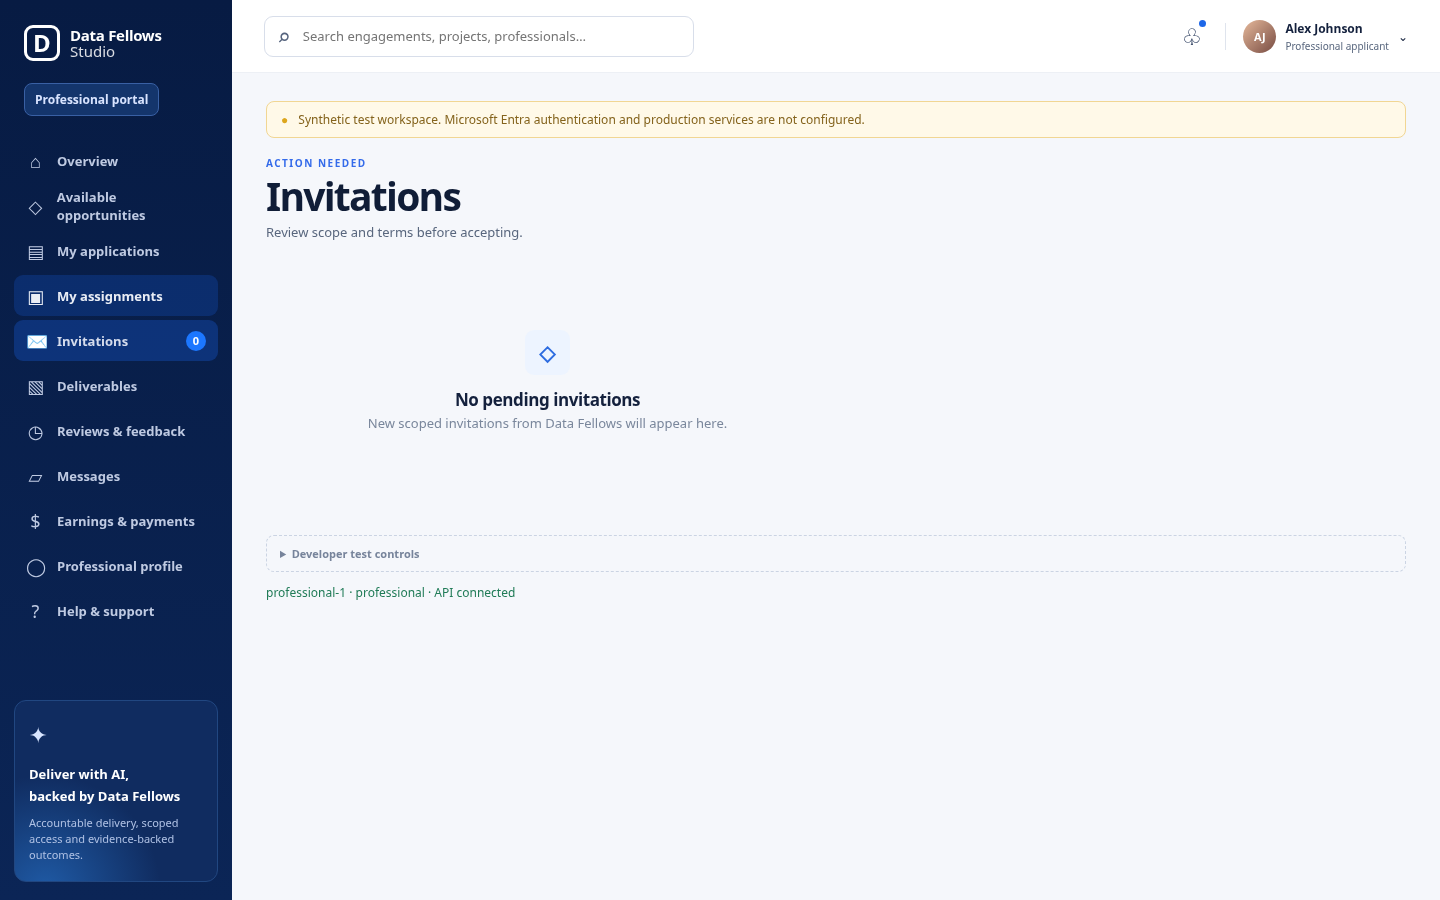 D
Data Fellows
Studio
Professional portal
Overview
Available
opportunities
My applications
My assignments
Invitations
0
Deliverables
Reviews & feedback
Messages
$ Earnings & payments
Professional profile
? Help & support
Deliver with AI,
backed by Data Fellows
Accountable delivery, scoped
access and evidence-backed
outcomes.
Search engagements, projects, professionals...
AJ
Alex Johnson
Professional applicant
Synthetic test workspace. Microsoft Entra authentication and production services are not configured.
ACTION NEEDED
Invitations
Review scope and terms before accepting.
No pending invitations
New scoped invitations from Data Fellows will appear here.
Developer test controls
professional-1 · professional · API connected